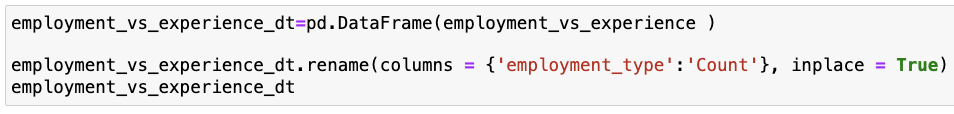 employment_vs_experience_dt=pd.DataFrame(employment_vs_experience )
employment_vs_experience_dt.rename(columns = {'employment_type':'Count'}, inplace = True)
employment_vs_experience_dt